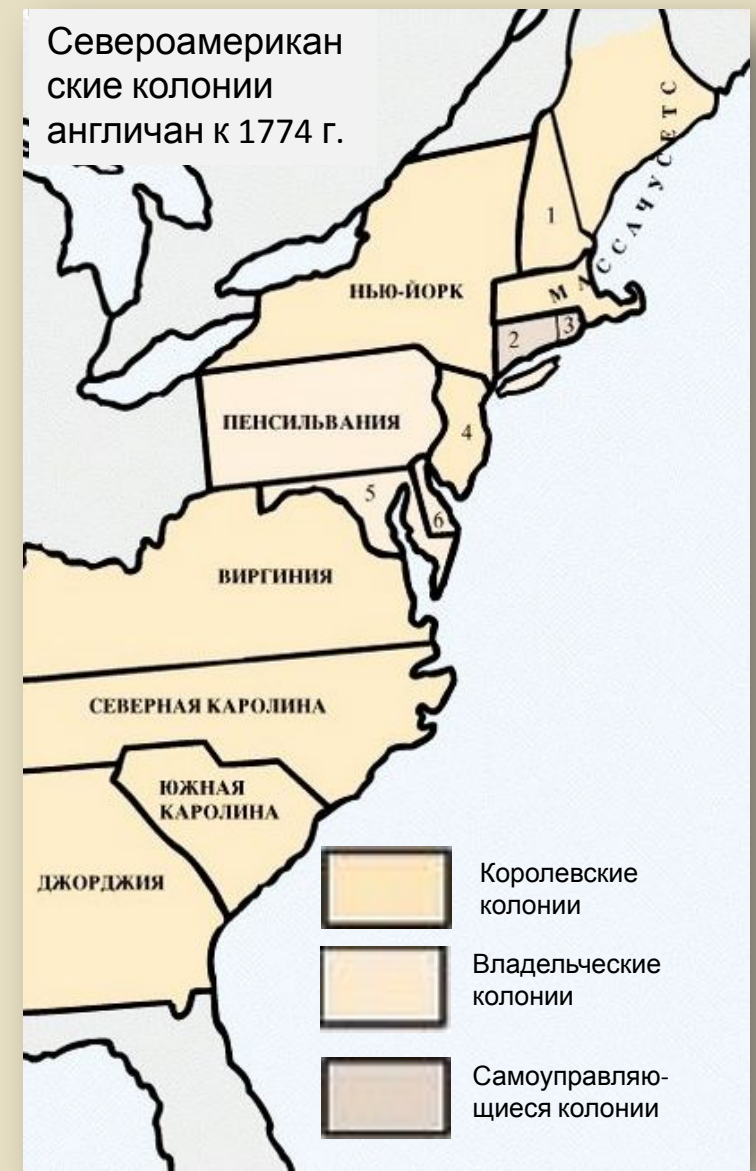 Североамерикан
ские колонии
англичан к 1774 г.
МАССАЧУСЕТС
1
НЬЮ-ЙОРК
2
3
ПЕНСИЛЬВАНИЯ
4
5
6
ВИРГИНИЯ
СЕВЕРНАЯ КАРОЛИНА
ЮЖНАЯ
КАРОЛИНА
ДЖОРДЖИЯ
Королевские
колонии
Владельческие
колонии
Самоуправляю-
щиеся колонии